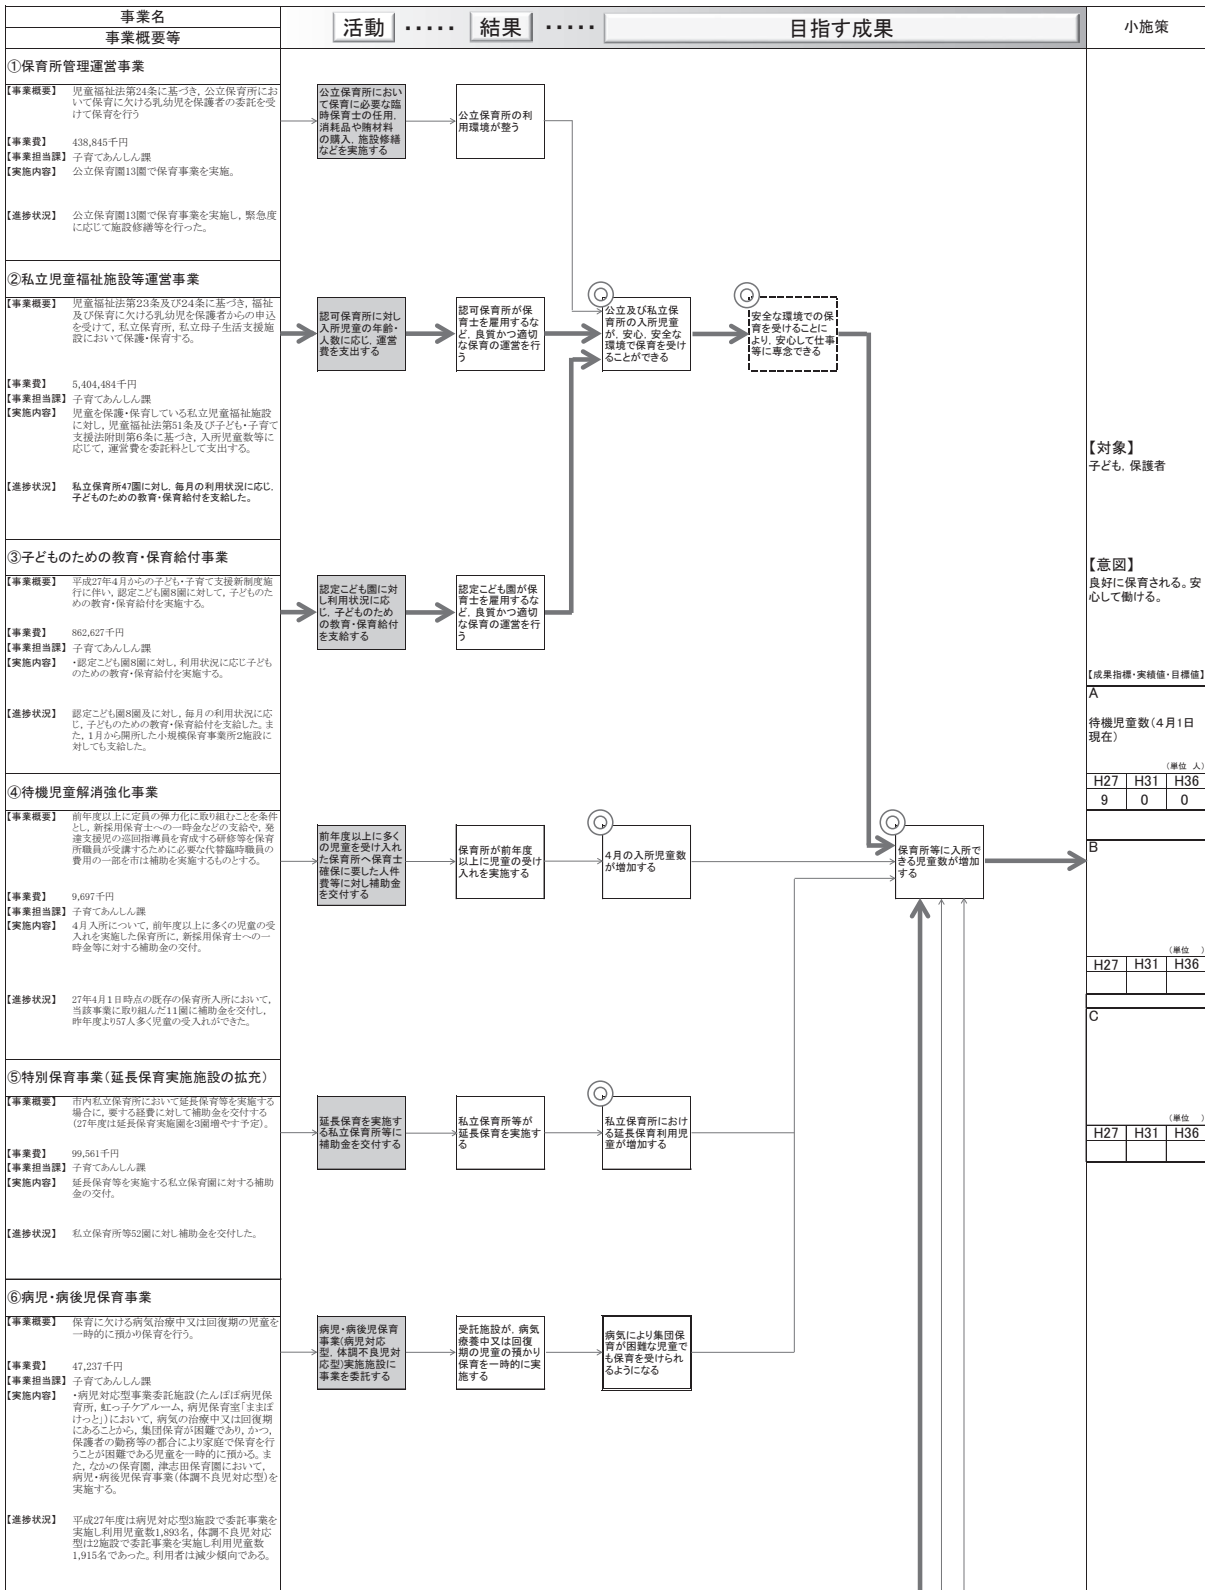 事業名
事業概要等
活動 ・・・・・ 結果 ・・・・・ 目指す成果
小施策
①保育所管理運営事業
【事業概要】 児童福祉法第24条に基づき，公立保育所にお
いて保育に欠ける乳幼児を保護者の委託を受
けて保育を行う
【事業費】 438,845千円
【事業担当課】 子育てあんしん課
【実施内容】 公立保育園13園で保育事業を実施。
【進捗状況】 公立保育園13園で保育事業を実施し，緊急度
に応じて施設修繕等を行った。
公立保育所におい
て保育に必要な臨
時保育士の任用，
消耗品や賄材料
の購入，施設修繕
などを実施する
公立保育所の利
用環境が整う
②私立児童福祉施設等運営事業
【事業概要】 児童福祉法第23条及び24条に基づき，福祉
及び保育に欠ける乳幼児を保護者からの申込
を受けて，私立保育所，私立母子生活支援施
設において保護・保育する。
【事業費】 5,404,484千円
【事業担当課】 子育てあんしん課
【実施内容】 児童を保護・保育している私立児童福祉施設
に対し，児童福祉法第51条及び子ども・子育て
支援法附則第6条に基づき，入所児童数等に
応じて，運営費を委託料として支出する。
【進捗状況】 私立保育所47園に対し，毎月の利用状況に応じ，
子どものための教育・保育給付を支給した。
認可保育所に対し
入所児童の年齢・
人数に応じ，運営
費を支出する
認可保育所が保
育士を雇用するな
ど，良質かつ適切
な保育の運営を行
う
公立及び私立保
育所の入所児童
が，安心，安全な
環境で保育を受け
ることができる
安全な環境での保
育を受けることに
より，安心して仕事
等に専念できる
③子どものための教育・保育給付事業
【事業概要】 平成27年4月からの子ども・子育て支援新制度施
行に伴い，認定こども園8園に対して，子どものた
めの教育・保育給付を実施する。
【事業費】 862,627千円
【事業担当課】 子育てあんしん課
【実施内容】 ・認定こども園8園に対し，利用状況に応じ子ども
のための教育・保育給付を実施する。
【進捗状況】 認定こども園8園及に対し，毎月の利用状況に応
じ，子どものための教育・保育給付を支給した。ま
た，1月から開所した小規模保育事業所2施設に
対しても支給した。
認定こども園に対
し利用状況に応
じ，子どものため
の教育・保育給付
を支給する
認定こども園が保
育士を雇用するな
ど，良質かつ適切
な保育の運営を行
う
④待機児童解消強化事業
【事業概要】 前年度以上に定員の弾力化に取り組むことを条件
とし，新採用保育士への一時金などの支給や，発
達支援児の巡回指導員を育成する研修等を保育
所職員が受講するために必要な代替臨時職員の
費用の一部を市は補助を実施するものとする。
【事業費】 9,697千円
【事業担当課】 子育てあんしん課
【実施内容】 4月入所について，前年度以上に多くの児童の受
入れを実施した保育所に，新採用保育士への一
時金等に対する補助金の交付。
【進捗状況】 27年4月1日時点の既存の保育所入所において，
当該事業に取り組んだ11園に補助金を交付し，
昨年度より57人多く児童の受入れができた。
前年度以上に多く
の児童を受け入れ
た保育所へ保育士
確保に要した人件
費等に対し補助金
を交付する
保育所が前年度
以上に児童の受け
入れを実施する
４月の入所児童数
が増加する
保育所等に入所で
きる児童数が増加
する
⑤特別保育事業（延長保育実施施設の拡充）
【事業概要】 市内私立保育所において延長保育等を実施する
場合に，要する経費に対して補助金を交付する
（27年度は延長保育実施園を3園増やす予定）。
【事業費】 99,561千円
【事業担当課】 子育てあんしん課
【実施内容】 延長保育等を実施する私立保育園に対する補助
金の交付。
【進捗状況】 私立保育所等52園に対し補助金を交付した。
延長保育を実施す
る私立保育所等に
補助金を交付する
私立保育所等が
延長保育を実施す
る
私立保育所におけ
る延長保育利用児
童が増加する
⑥病児・病後児保育事業
【事業概要】 保育に欠ける病気治療中又は回復期の児童を
一時的に預かり保育を行う。
【事業費】 47,237千円
【事業担当課】 子育てあんしん課
【実施内容】 ・病児対応型事業委託施設（たんぽぽ病児保
育所，虹っ子ケアルーム，病児保育室「ままぽ
けっと」）において，病気の治療中又は回復期
にあることから，集団保育が困難であり，かつ，
保護者の勤務等の都合により家庭で保育を行
うことが困難である児童を一時的に預かる。ま
た，なかの保育園，津志田保育園において，
病児・病後児保育事業（体調不良児対応型）を
実施する。
【進捗状況】 平成27年度は病児対応型3施設で委託事業を
実施し利用児童数1,893名，体調不良児対応
型は2施設で委託事業を実施し利用児童数
1,915名であった。利用者は減少傾向である。
病児・病後児保育
事業（病児対応
型，体調不良児対
応型）実施施設に
事業を委託する
受託施設が，病気
療養中又は回復
期の児童の預かり
保育を一時的に実
施する
病気により集団保
育が困難な児童で
も保育を受けられ
るようになる
【対象】
子ども，保護者
【意図】
良好に保育される。安
心して働ける。
【成果指標・実績値・目標値】
A
待機児童数（４月１日
現在）
（単位 人）
H27 H31 H36
9 0 0
B
（単位 ）
H27 H31 H36
C
（単位 ）
H27 H31 H36